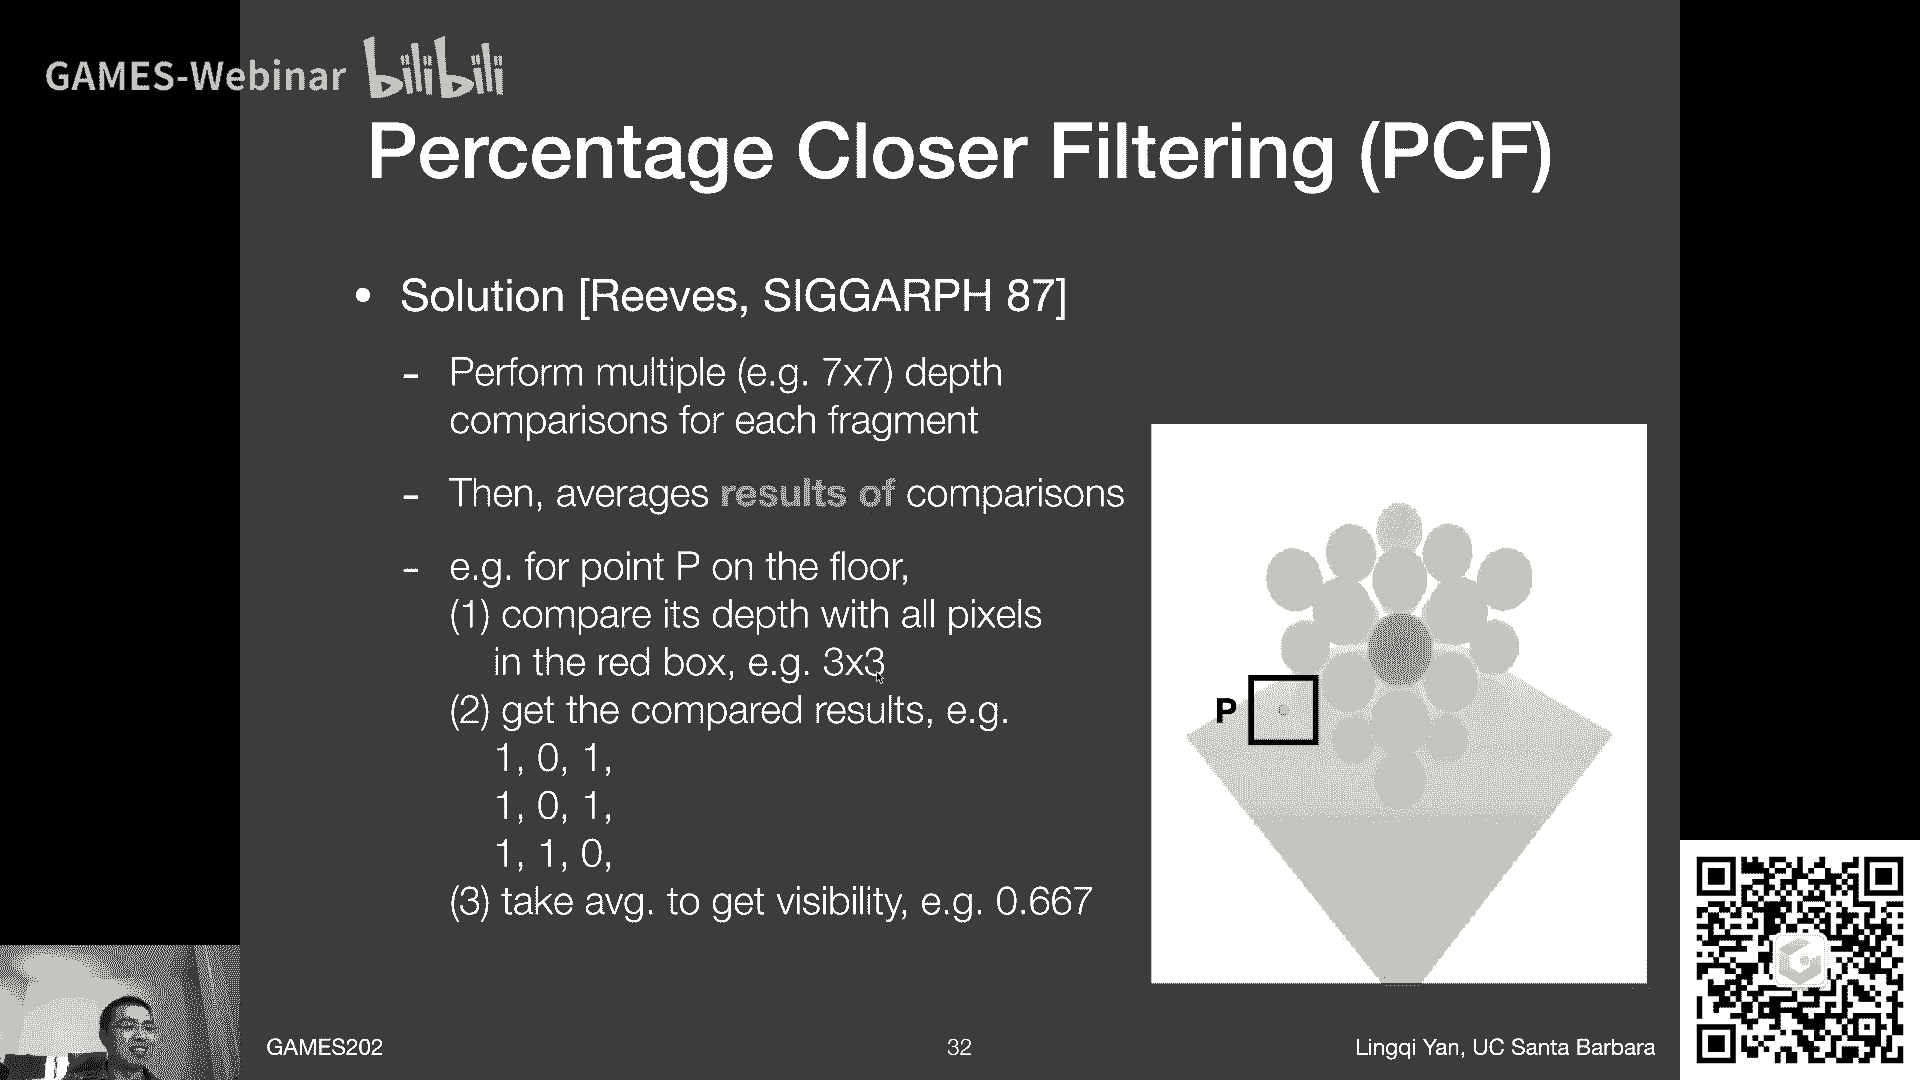 GAMES-Webinar bilibili
Percentage Closer Filtering (PCF)
• Solution [Reeves, SIGGARPH 87]
- Perform multiple (e.g. 7x7) depth
comparisons for each fragment
- Then, averages results of comparisons
- e.g. for point P on the floor,
(1) compare its depth with all pixels
in the red box, e.g. 3x3
(2) get the compared results, e.g.
1, 0, 1,
1, 0, 1,
1, 1, 0,
(3) take avg. to get visibility, e.g. 0.667
P
GAMES202
32
Lingqi Yan, UC Santa Barbara